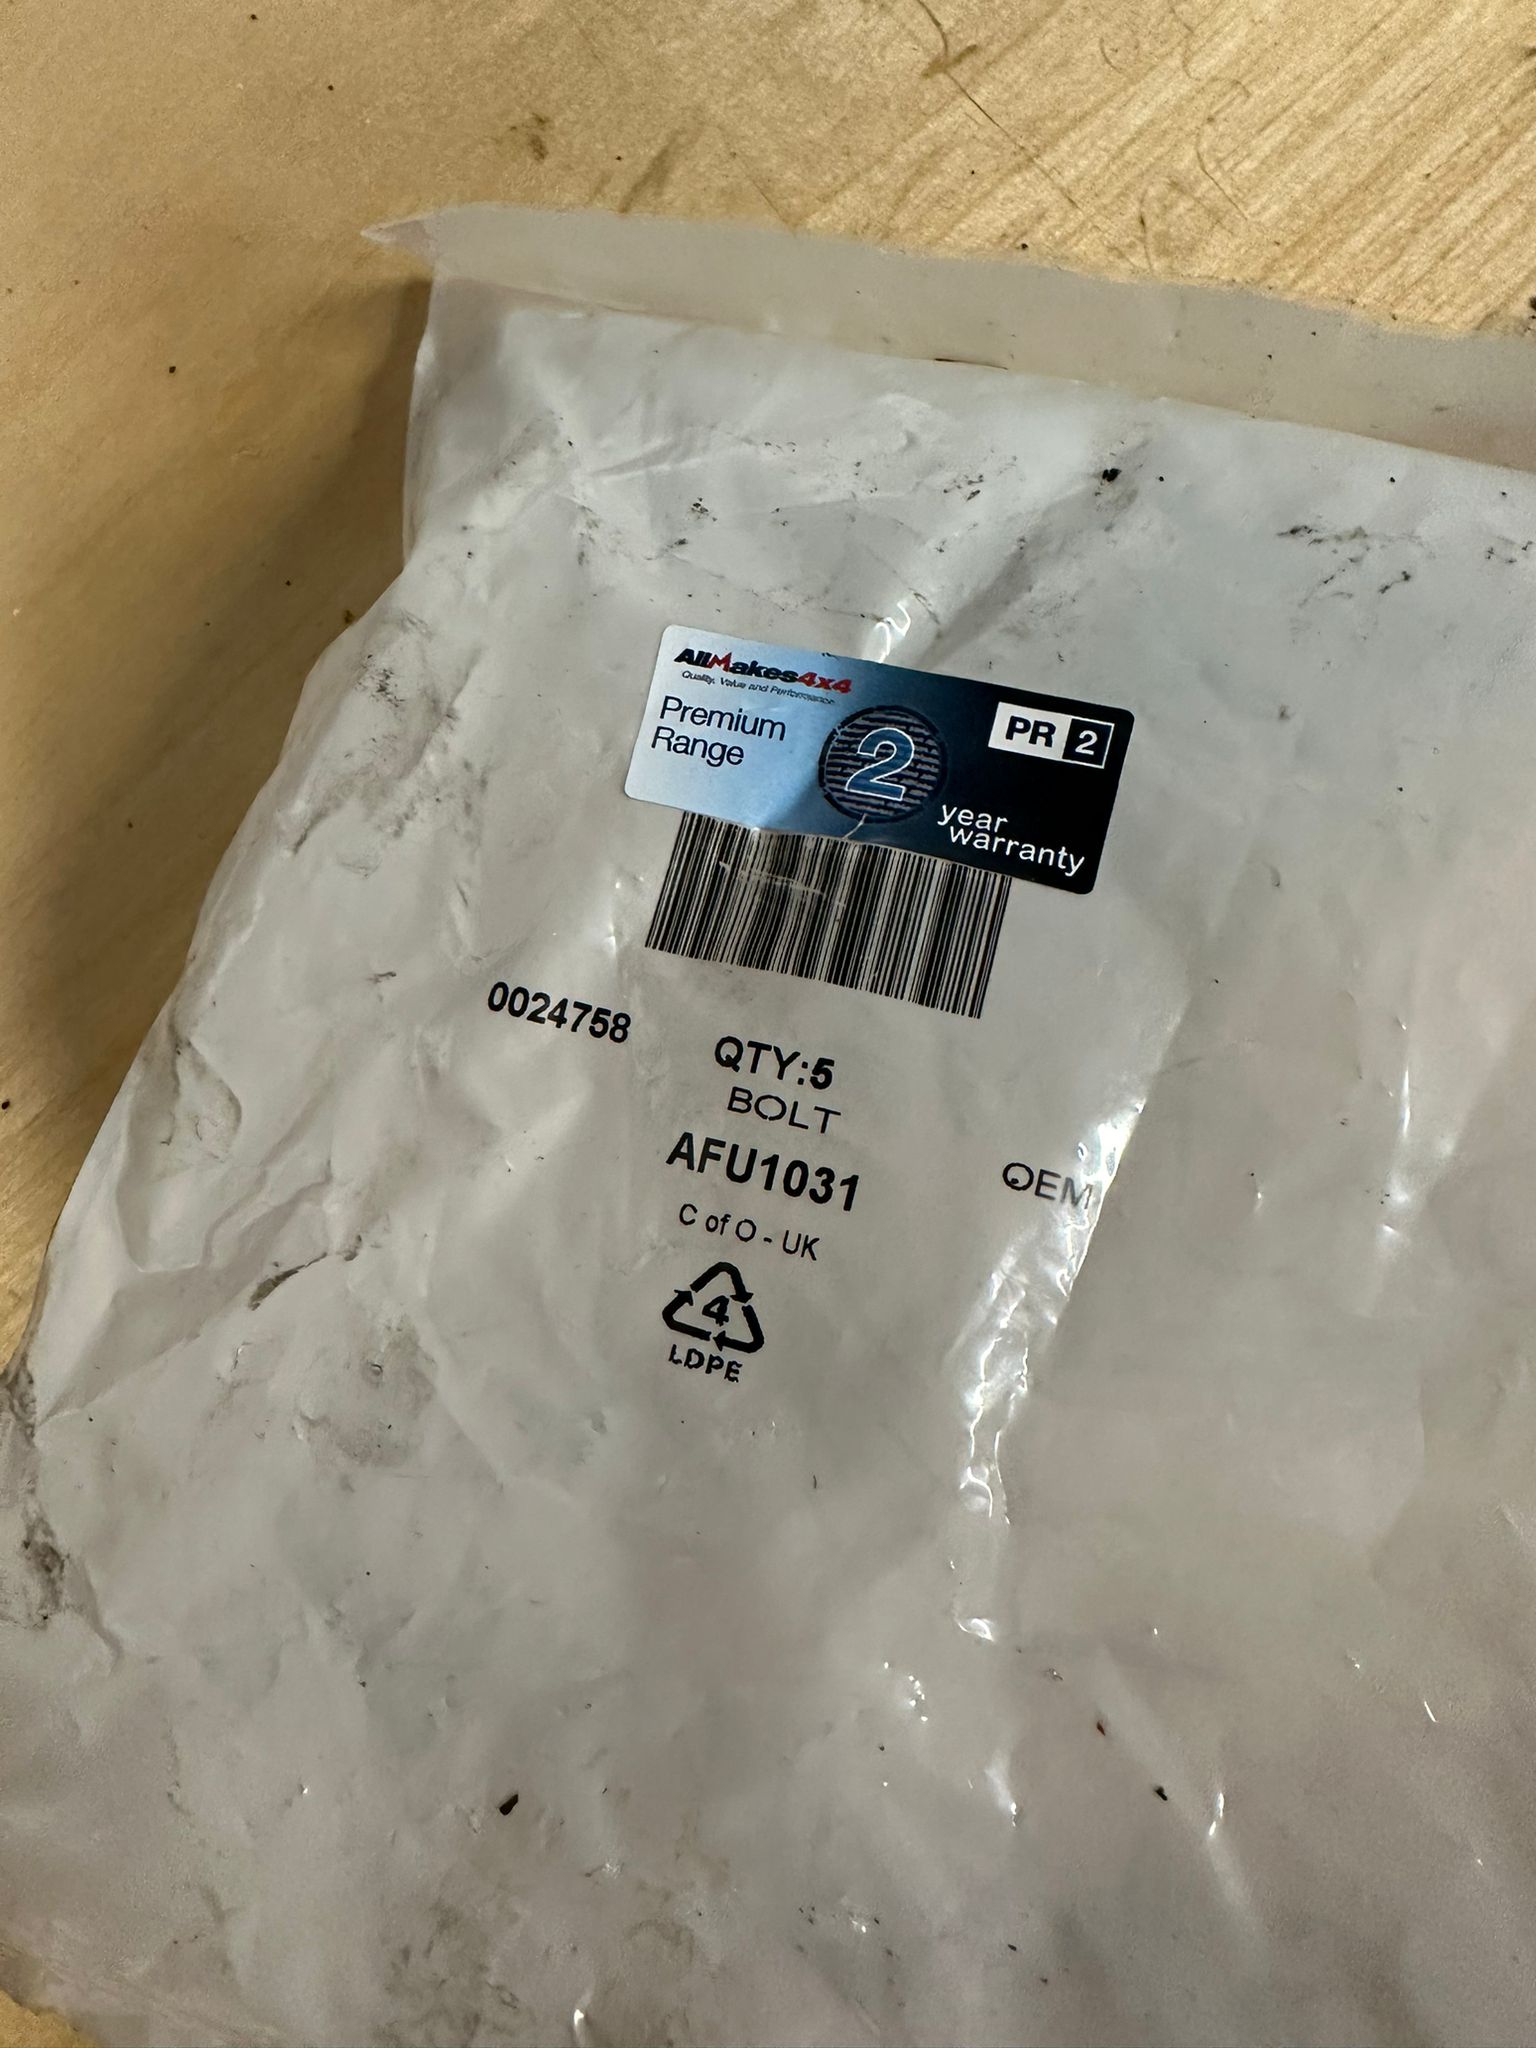 AllMakes4x4
Quality, Value and Performance
Premium
Range
2
year
warranty
PR 2
0024758
QTY:5
BOLT
AFU1031
OEM
C of O - UK
4
LDPE